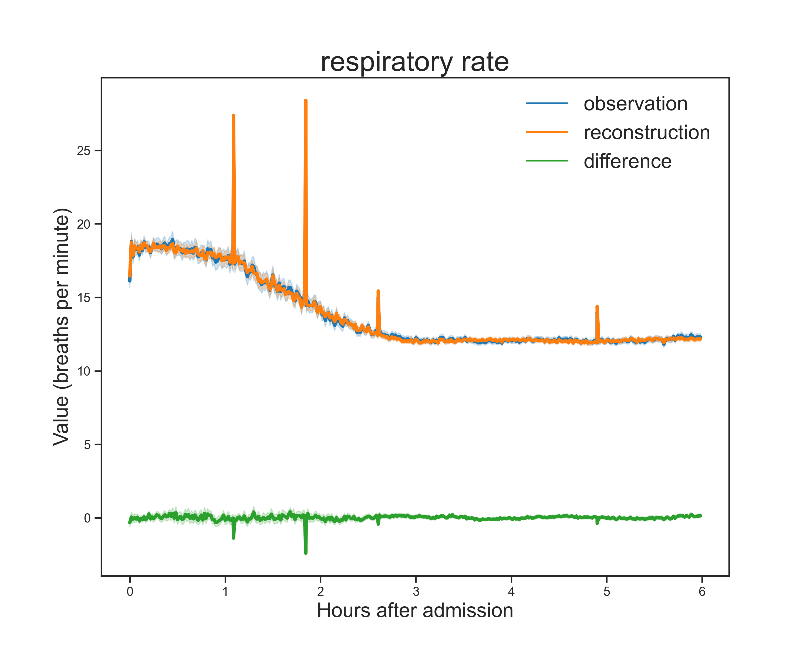 respiratory rate
observation
reconstruction
difference
Value (breaths per minute)
25
20
15
10
5
0
0 1 2 3 4 5 6
Hours after admission